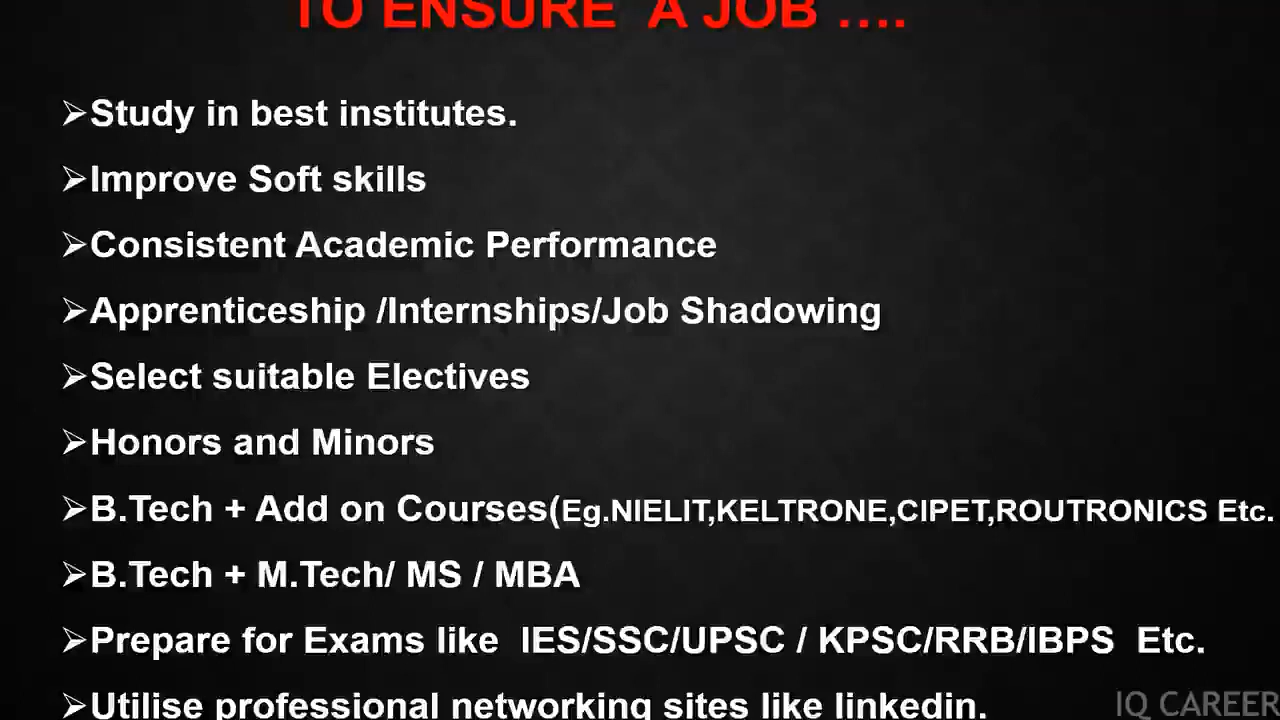 TO ENSURE A JOB ....
➢Study in best institutes.
➢Improve Soft skills
➢Consistent Academic Performance
➢Apprenticeship /Internships/Job Shadowing
➢Select suitable Electives
➢Honors and Minors
➢B.Tech + Add on Courses(Eg.NIELIT,KELTRONE,CIPET,ROUTRONICS Etc.
➢B.Tech + M.Tech/ MS / MBA
➢Prepare for Exams like IES/SSC/UPSC / KPSC/RRB/IBPS Etc.
➢Utilise professional networking sites like linkedin.
IQ CAREER